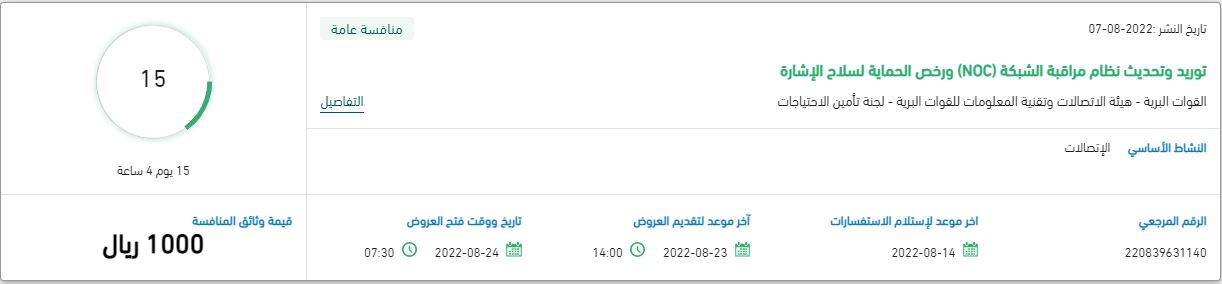 تاريخ النشر :2022-08-07
منافسة عامة
توريد وتحديث نظام مراقبة الشبكة (NOC) ورخص الحماية لسلاح الإشارة
القوات البرية - هيئة الاتصالات وتقنية المعلومات للقوات البرية - لجنة تأمين الاحتياجات
التفاصيل
النشاط الأساسي الإتصالات
15
15 يوم 4 ساعة
الرقم المرجعي
220839631140
اخر موعد لإستلام الاستفسارات
2022-08-14
آخر موعد لتقديم العروض
2022-08-23 14:00
تاريخ ووقت فتح العروض
2022-08-24 07:30
قيمة وثائق المنافسة
1000 ريال